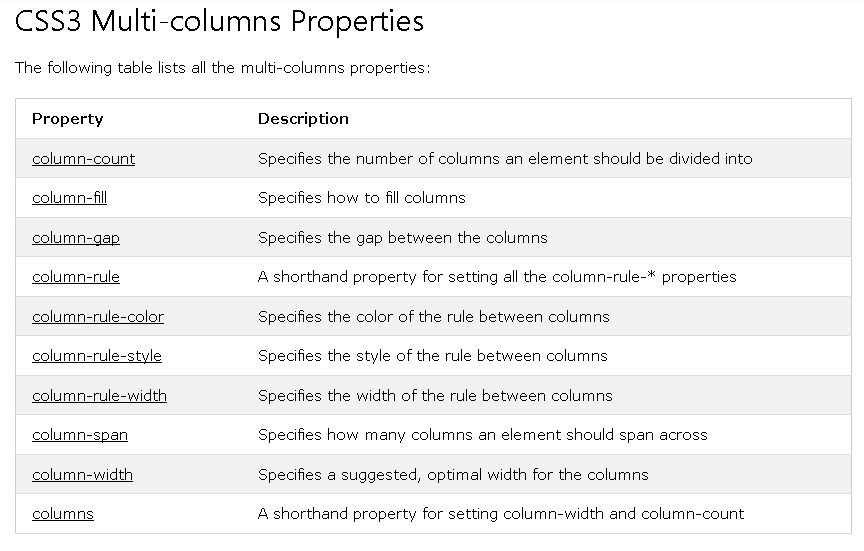 CSS3 Multi-columns Properties
The following table lists all the multi-columns properties:
Property Description
column-count Specifies the number of columns an element should be divided into
column-fill Specifies how to fill columns
column-gap Specifies the gap between the columns
column-rule A shorthand property for setting all the column-rule-* properties
column-rule-color Specifies the color of the rule between columns
column-rule-style Specifies the style of the rule between columns
column-rule-width Specifies the width of the rule between columns
column-span Specifies how many columns an element should span across
column-width Specifies a suggested, optimal width for the columns
columns A shorthand property for setting column-width and column-count